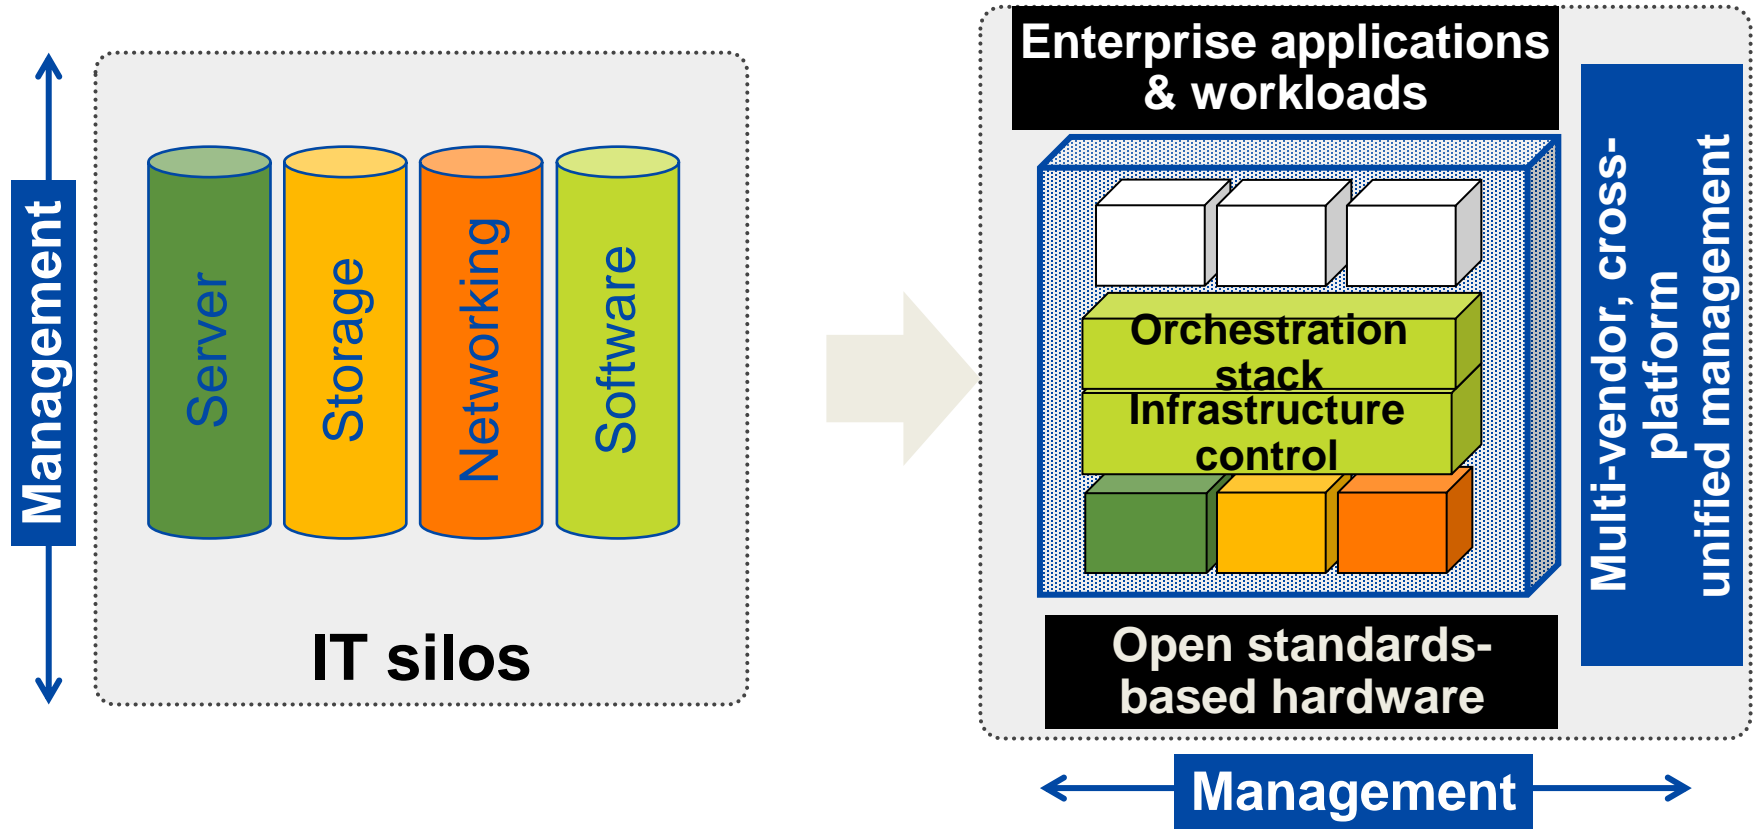 Management
Server
Storage
Networking
Software
IT silos
Enterprise applications
& workloads
Orchestration
stack
Infrastructure
control
Open standards-
based hardware
Multi-vendor, cross-
platform
unified management
Management